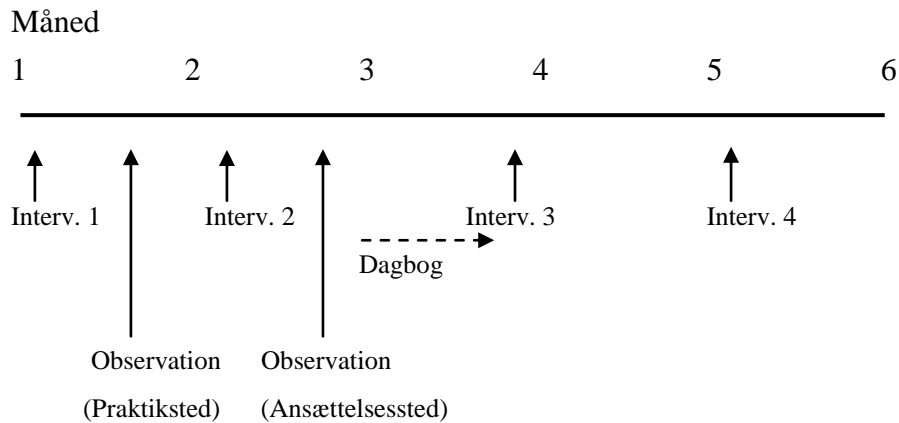 Måned
1 2 3 4 5 6
Interv. 1 Interv. 2 Interv. 3 Interv. 4
Dagbog
Observation Observation
(Praktiksted) (Ansættelsessted)